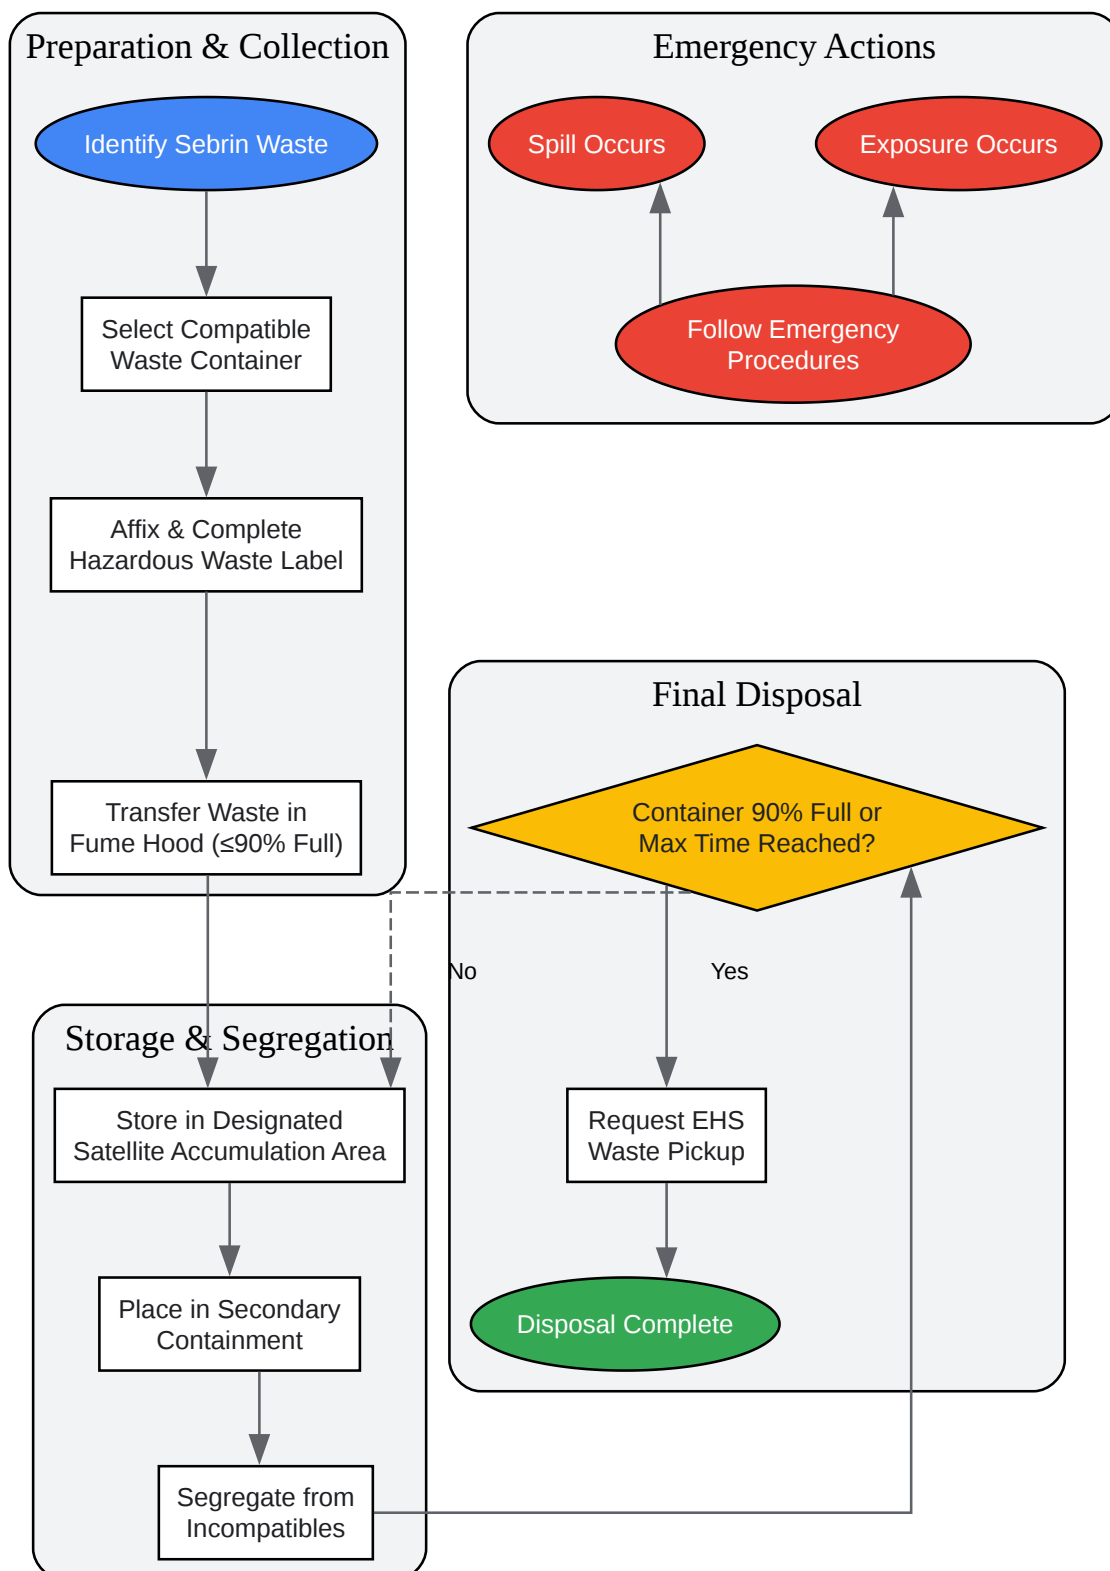 Preparation & Collection
Identify Sebrin Waste
Select Compatible
Waste Container
Affix & Complete
Hazardous Waste Label
Transfer Waste in
Fume Hood (≤90% Full)
Emergency Actions
Spill Occurs
Exposure Occurs
Follow Emergency
Procedures
Final Disposal
Container 90% Full or
Max Time Reached?
No
Yes
Request EHS
Waste Pickup
Disposal Complete
Storage & Segregation
Store in Designated
Satellite Accumulation Area
Place in Secondary
Containment
Segregate from
Incompatibles